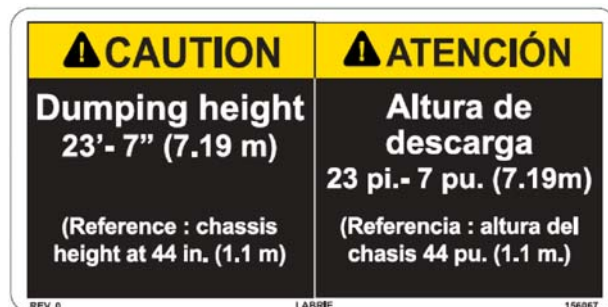 CAUTION
Dumping height
23'- 7” (7.19 m)
(Reference : chassis
height at 44 in. (1.1 m)
ATENCIÓN
Altura de
descarga
23 pi.- 7 pu. (7.19m)
(Referencia : altura del
chasis 44 pu. (1.1 m.)
REV. 0 LABRIE 156057